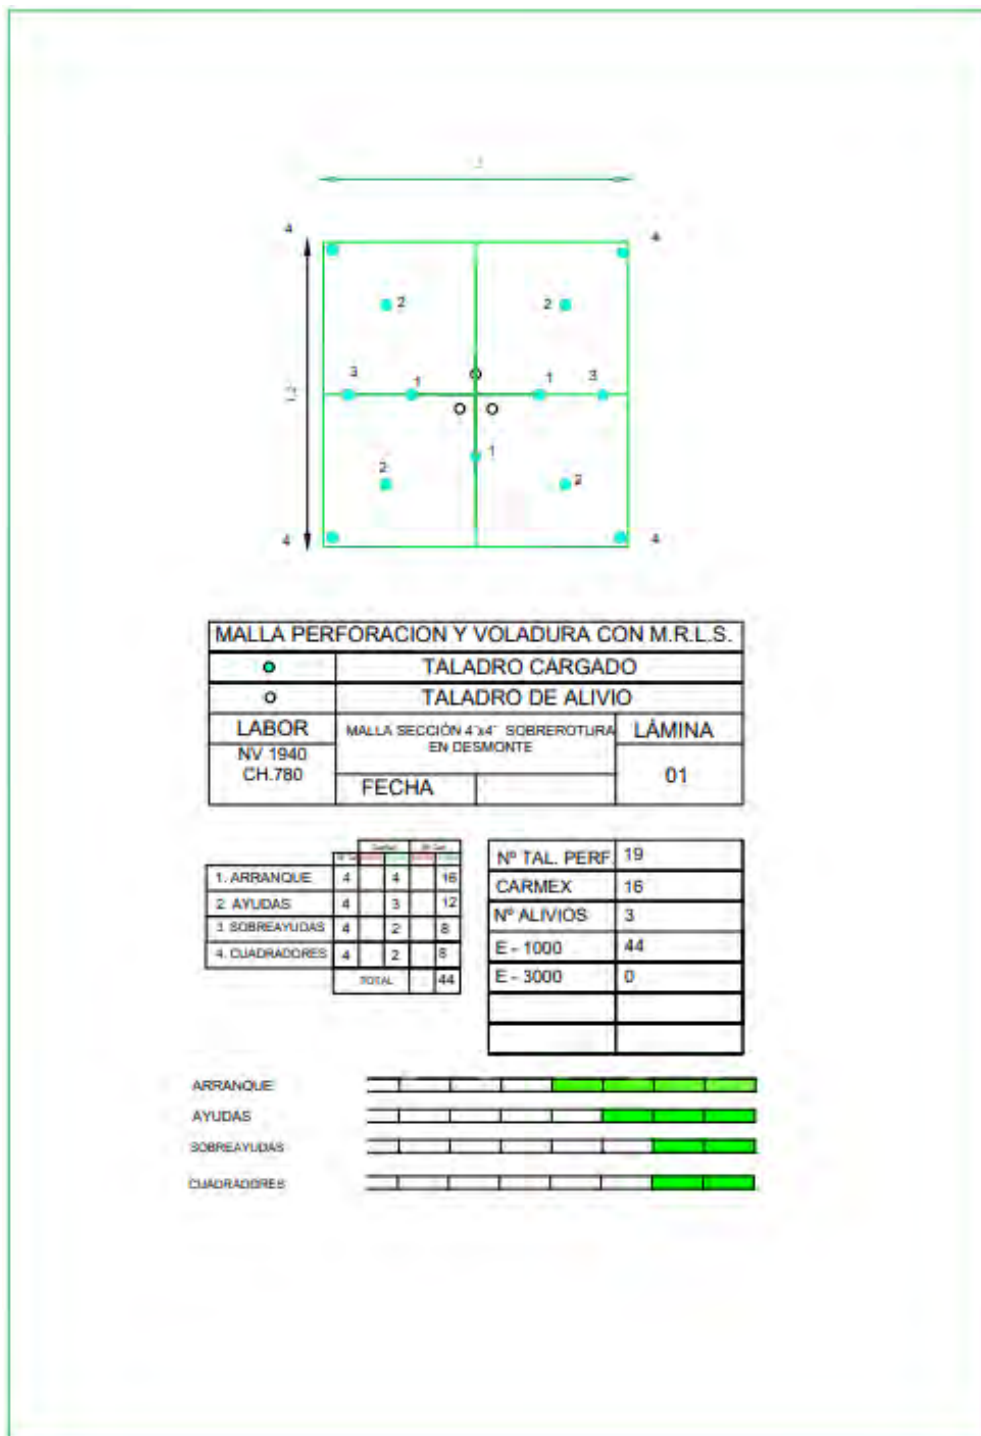 4 4
2 2
3 1 1 3
1
2 2
4 4
MALLA PERFORACION Y VOLADURA CON M.R.L.S.
TALADRO CARGADO
TALADRO DE ALIVIO
LABOR
NV 1940
CH.780
MALLA SECCIÓN 4´x4´ SOBREROTURA
EN DESMONTE
FECHA
LÁMINA
01
1. ARRANQUE 4 4 16
2 AYUDAS 4 3 12
3 SOBREAYUDAS 4 2 8
4. CUADRADORES 4 2 8
TOTAL 44
Nº TAL. PERF. 19
CARMEX 16
Nº ALIVIOS 3
E - 1000 44
E - 3000 0
ARRANQUE
AYUDAS
SOBREAYUDAS
CUADRADORES